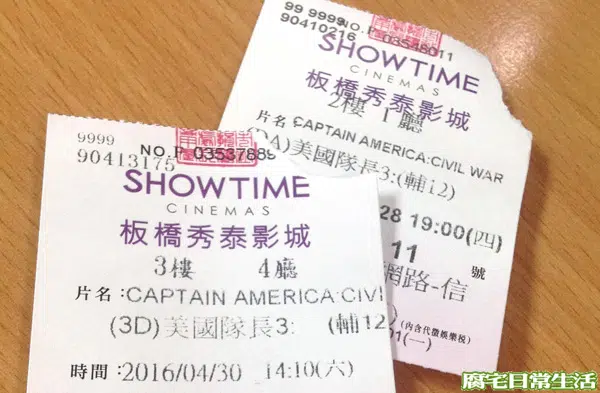 99 9999
90410216
NO.P 03548011
SHOWTIME
CINEMAS
板橋秀泰影城
2樓 1廳
片名:CAPTAIN AMERICA:CIVIL WAR
美國隊長3:(輔12)
28 19:00(四)
11 號
網路-信
(內含代徵娛樂稅)
01(一)
9999
90413175
NO.P 03537889
SHOWTIME
CINEMAS
板橋秀泰影城
3樓 4廳
片名:CAPTAIN AMERICA:CIVI
(3D)美國隊長3: (輔12
時間:2016/04/30 14:10(六)
腐宅日常生活